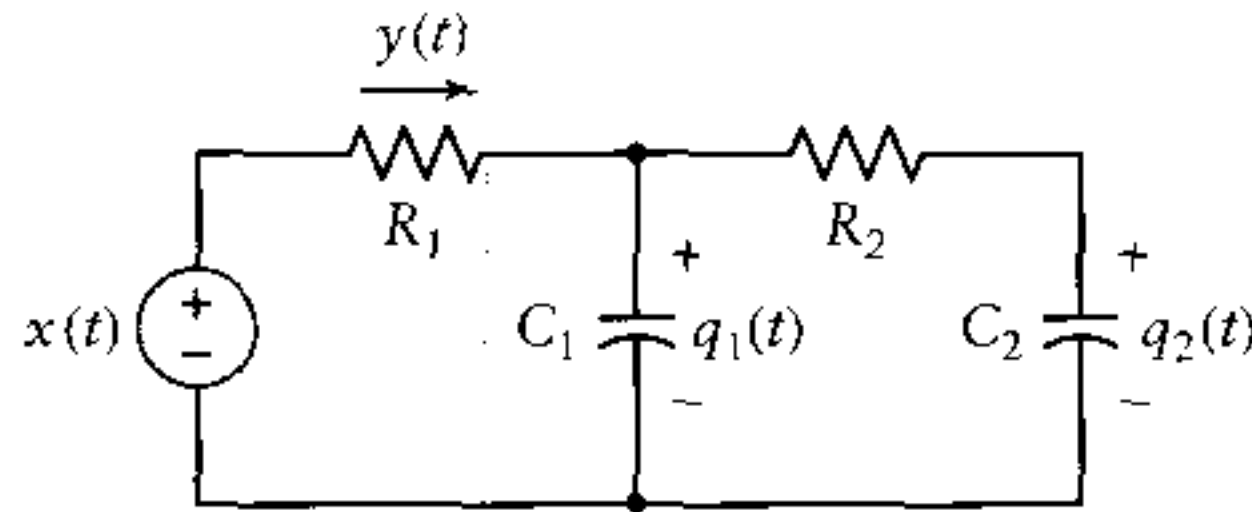 y(t)
R₁
R₂
+
+
+
x(t)
−
C₁
q₁(t)
C₂
q₂(t)
−
−